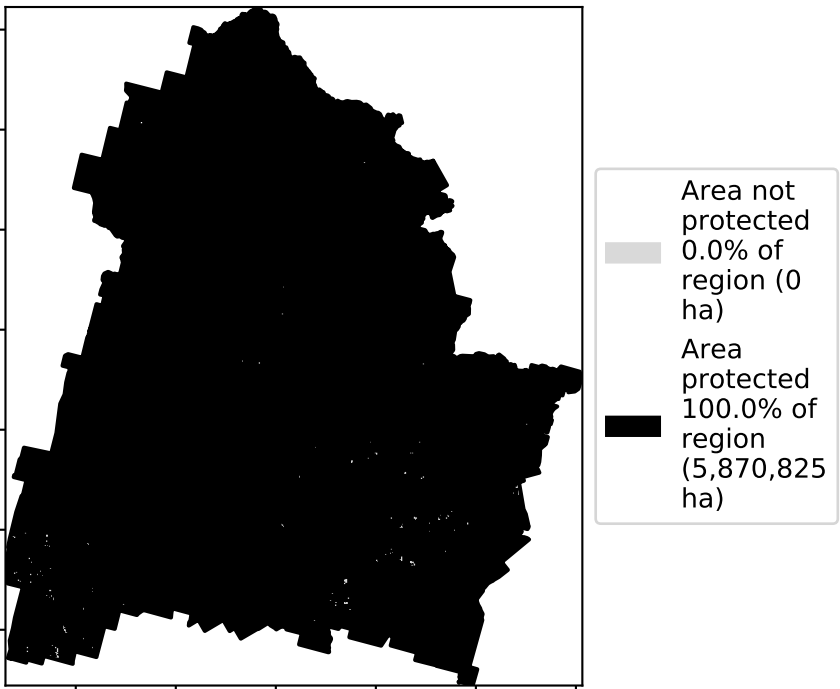 Area not
protected
0.0% of
region (0
ha)
Area
protected
100.0% of
region
(5,870,825
ha)